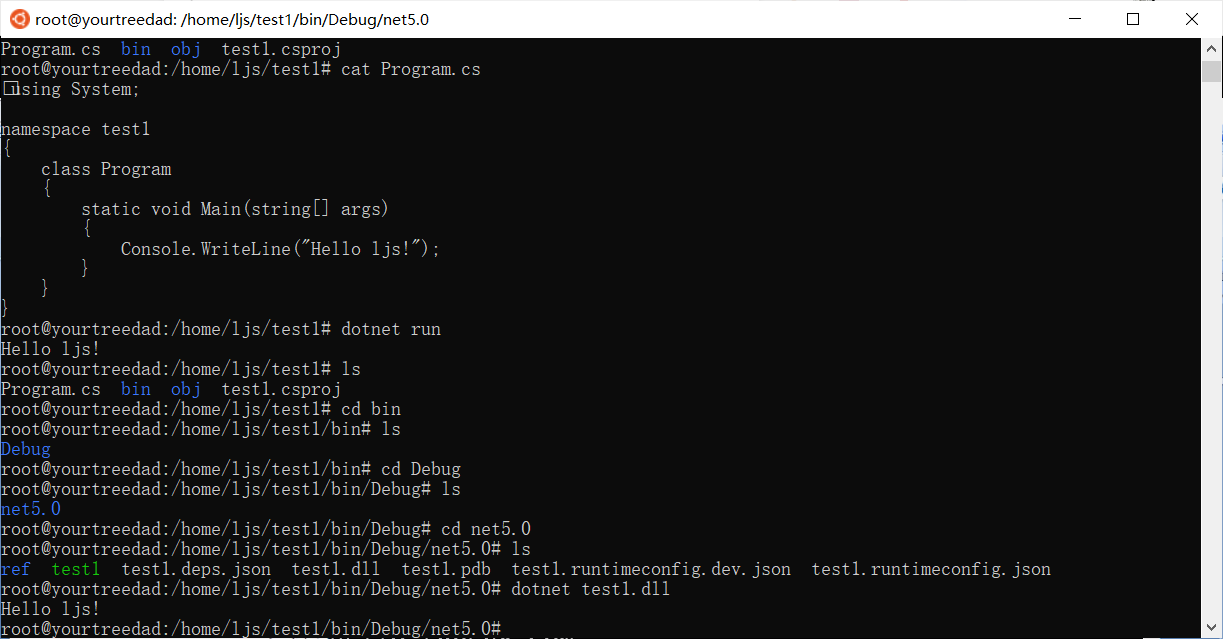 root@yourtreedad: /home/ljs/test1/bin/Debug/net5.0
Program.cs  bin  obj  test1.csproj
root@yourtreedad:/home/ljs/test1# cat Program.cs
using System;

namespace test1
{
    class Program
    {
        static void Main(string[] args)
        {
            Console.WriteLine("Hello ljs!");
        }
    }
}
root@yourtreedad:/home/ljs/test1# dotnet run
Hello ljs!
root@yourtreedad:/home/ljs/test1# ls
Program.cs  bin  obj  test1.csproj
root@yourtreedad:/home/ljs/test1# cd bin
root@yourtreedad:/home/ljs/test1/bin# ls
Debug
root@yourtreedad:/home/ljs/test1/bin# cd Debug
root@yourtreedad:/home/ljs/test1/bin/Debug# ls
net5.0
root@yourtreedad:/home/ljs/test1/bin/Debug# cd net5.0
root@yourtreedad:/home/ljs/test1/bin/Debug/net5.0# ls
ref  test1  test1.deps.json  test1.dll  test1.pdb  test1.runtimeconfig.dev.json  test1.runtimeconfig.json
root@yourtreedad:/home/ljs/test1/bin/Debug/net5.0# dotnet test1.dll
Hello ljs!
root@yourtreedad:/home/ljs/test1/bin/Debug/net5.0#